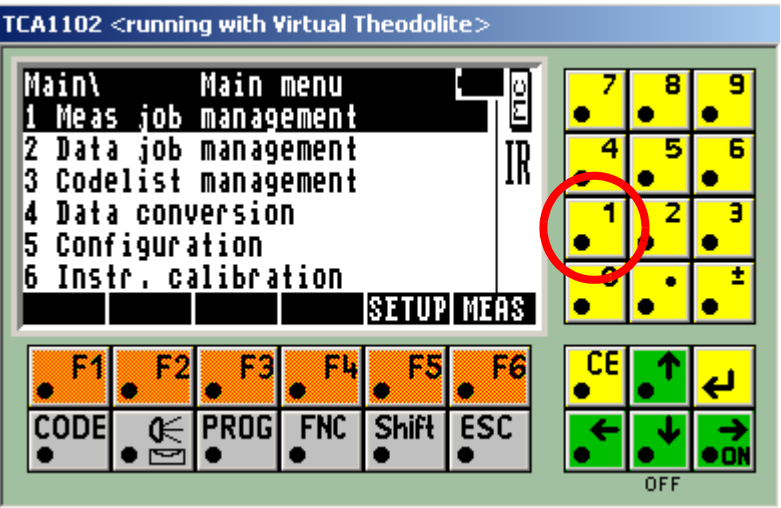 TCA1102 <running with Virtual Theodolite>
Main\ Main menu MC
1 Meas job management
2 Data job management IR
3 Codelist management
4 Data conversion
5 Configuration
6 Instr. calibration
SETUP MEAS
7 8 9
4 5 6
1 2 3
0 . ±
F1 F2 F3 F4 F5 F6
CE
CODE PROG FNC Shift ESC
ON
OFF